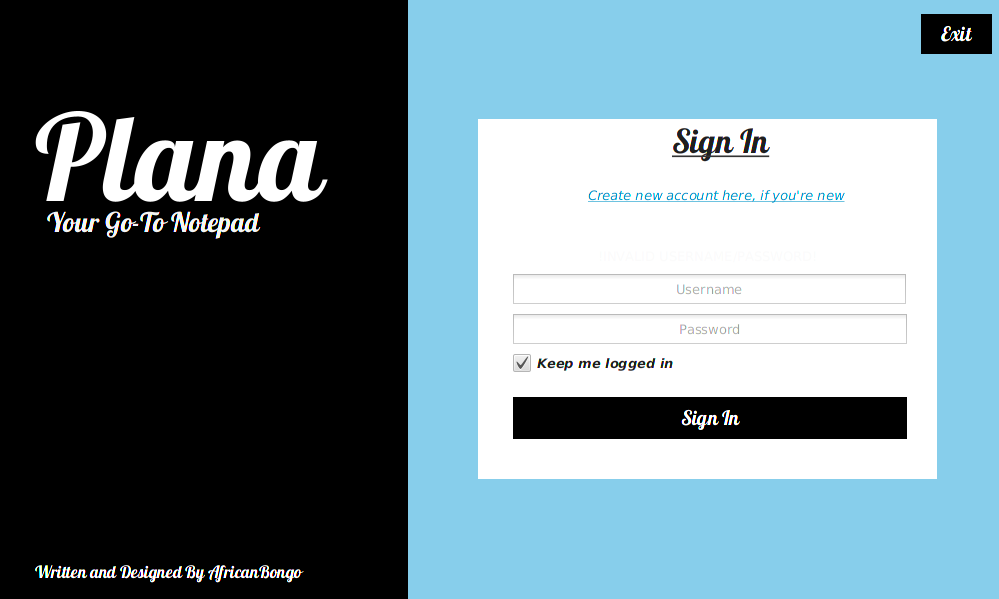 Exit
Plana
Your Go-To Notepad
Sign In
Create new account here, if you're new
Username
Password
Keep me logged in
Sign In
Written and Designed By AfricanBongo